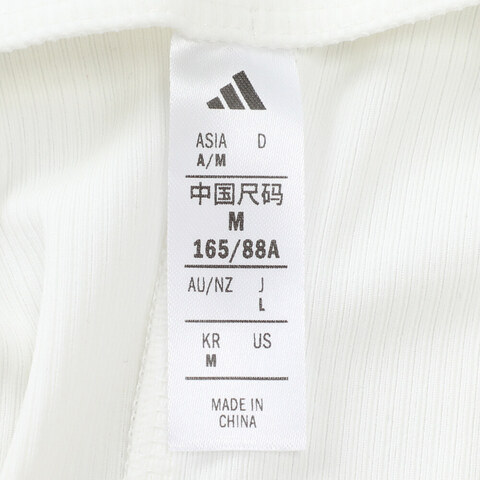 ASIA D
A/M
中国尺码
M
165/88A
AU/NZ J
L
KR US
M
MADE IN
CHINA